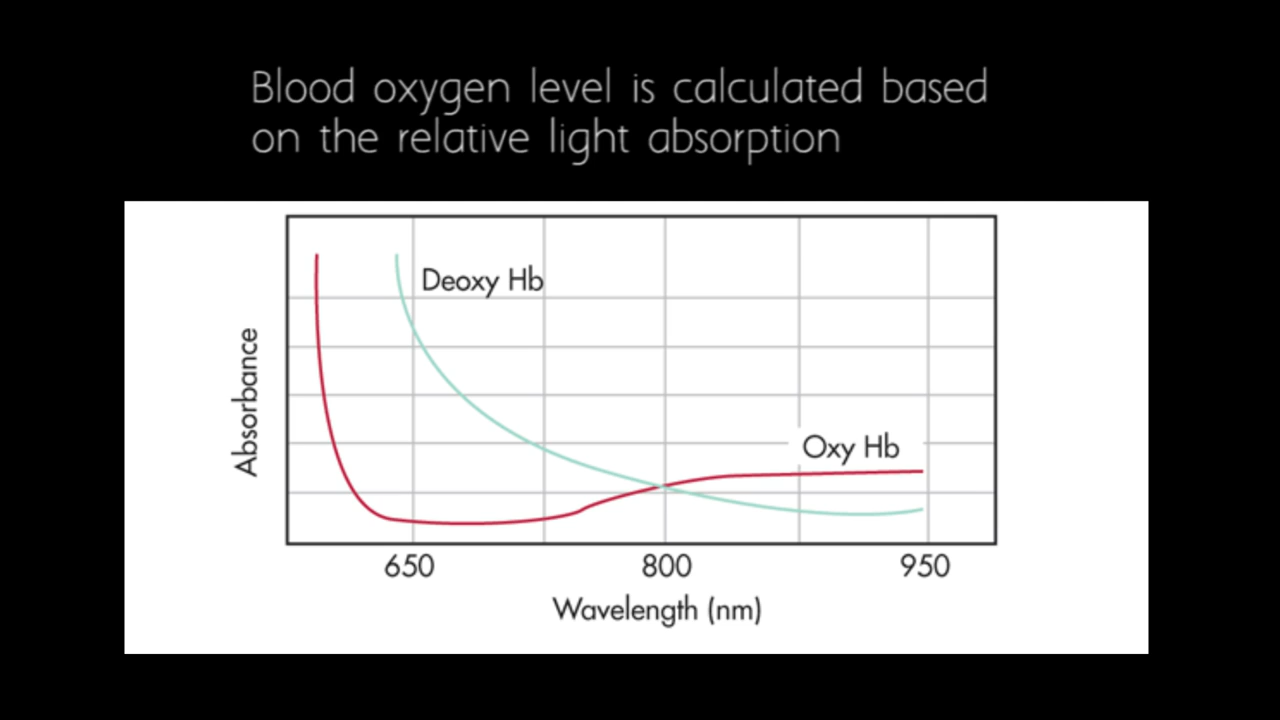 Blood oxygen level is calculated based
on the relative light absorption
Deoxy Hb
Oxy Hb
Absorbance
650 800 950
Wavelength (nm)